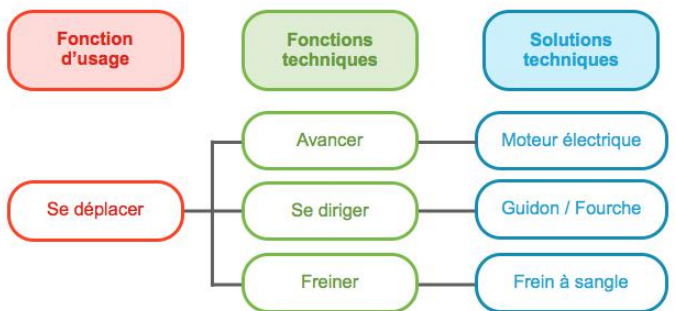 Fonction
d'usage
Fonctions
techniques
Solutions
techniques
Avancer
Moteur électrique
Se déplacer
Se diriger
Guidon / Fourche
Freiner
Frein à sangle